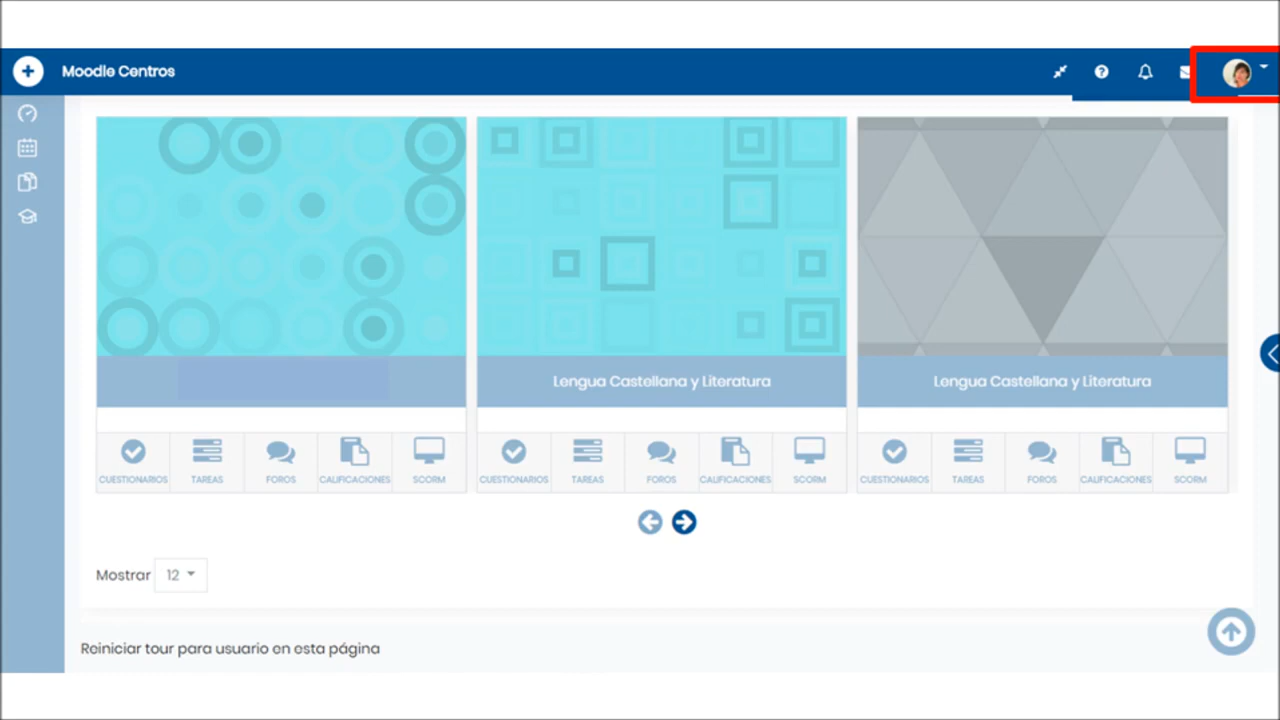 Moodle Centros
Lengua Castellana y Literatura
Lengua Castellana y Literatura
CUESTIONARIOS TAREAS FOROS CALIFICACIONES SCORM
CUESTIONARIOS TAREAS FOROS CALIFICACIONES SCORM
CUESTIONARIOS TAREAS FOROS CALIFICACIONES SCORM
Mostrar 12
Reiniciar tour para usuario en esta página